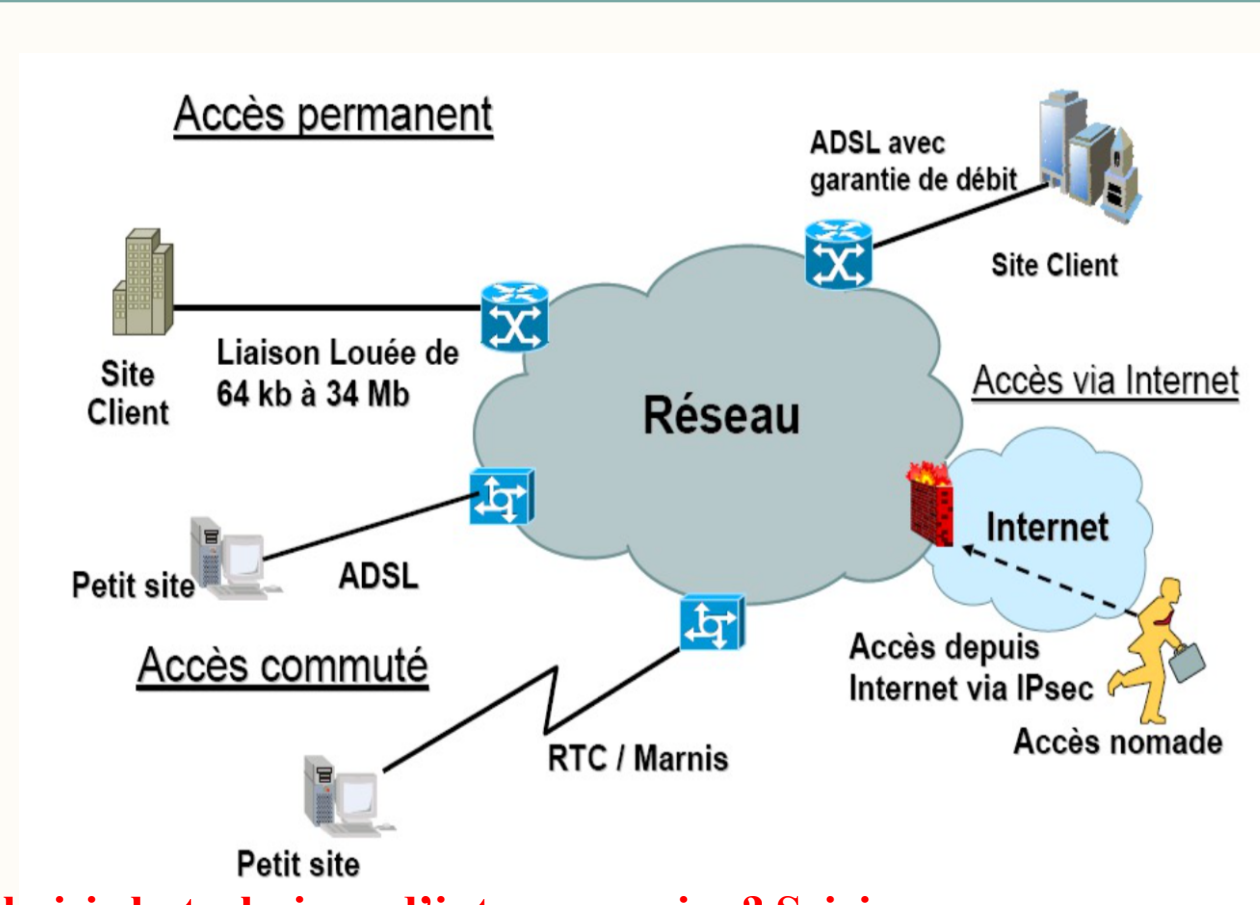 Accès permanent
ADSL avec
garantie de débit
Site Client
Site
Client
Liaison Louée de
64 kb à 34 Mb
Réseau
Accès via Internet
Internet
Petit site
ADSL
Accès commuté
Accès depuis
Internet via IPsec
Accès nomade
RTC / Marnis
Petit site